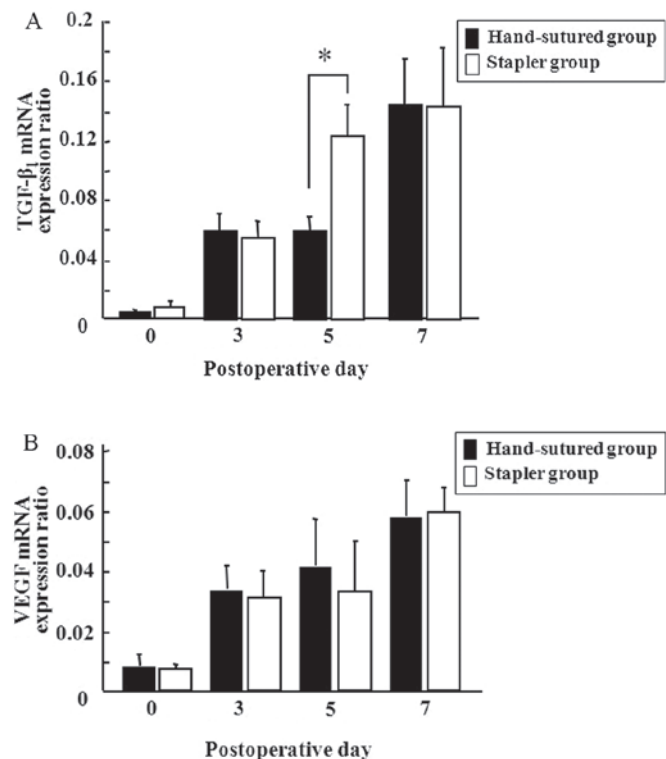 A
Hand-sutured group
Stapler group
TGF-β₁ mRNA
expression ratio
0.2
0.16
0.12
0.08
0.04
0
*
0
3
5
7
Postoperative day
B
Hand-sutured group
Stapler group
VEGF mRNA
expression ratio
0.08
0.06
0.04
0.02
0
0
3
5
7
Postoperative day